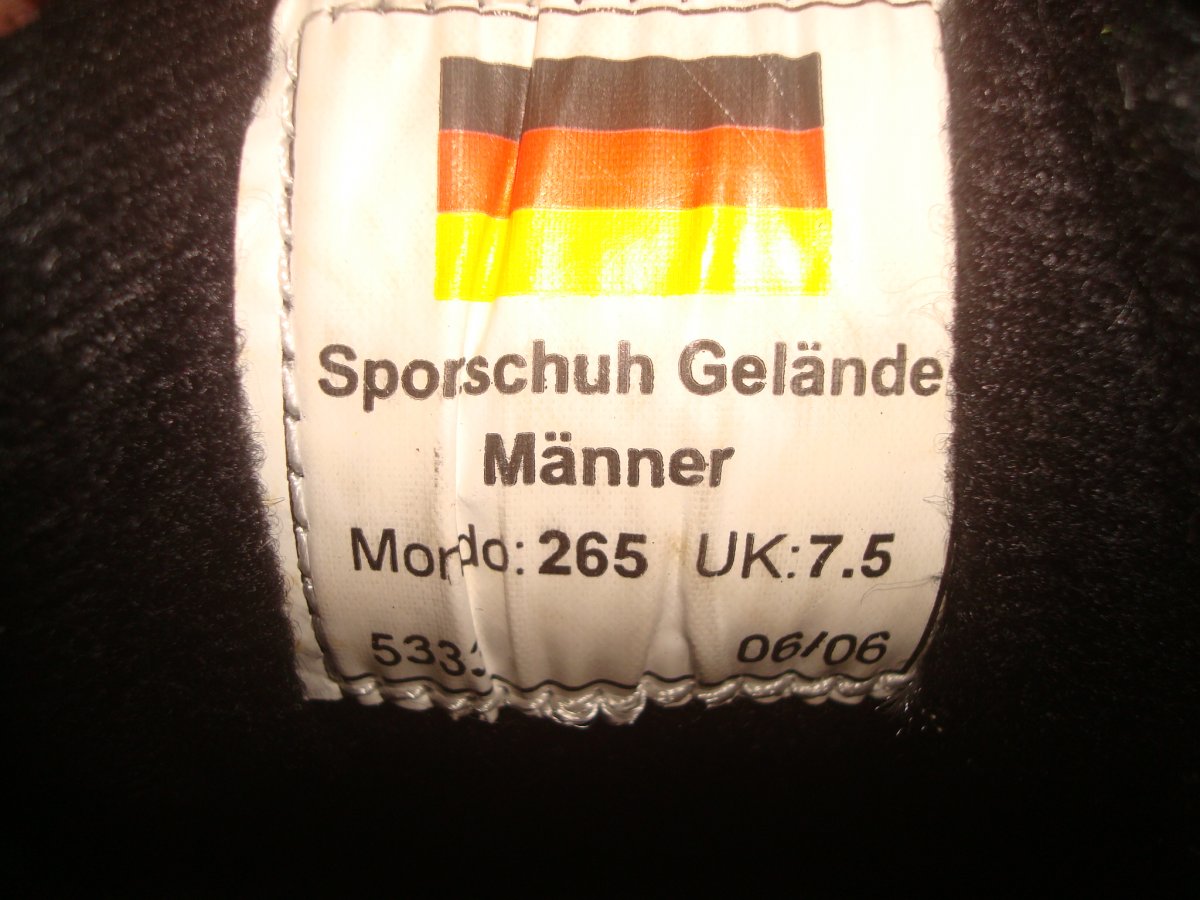 Sporschuh Gelände
Männer
Mondo: 265 UK: 7.5
06/06